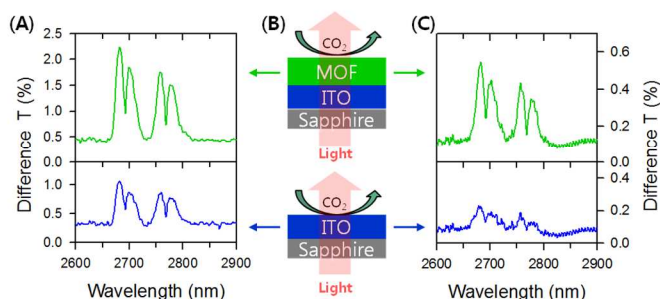 (A)
(B)
(C)
Difference T (%)
2.5
2.0
1.5
1.0
0.5
0.0
1.0
0.5
0.0
2600 2700 2800 2900
Wavelength (nm)
CO2
MOF
ITO
Sapphire
Light
CO2
ITO
Sapphire
Light
0.6
0.4
0.2
0.0
0.4
0.2
0.0
Difference T (%)
2600 2700 2800 2900
Wavelength (nm)